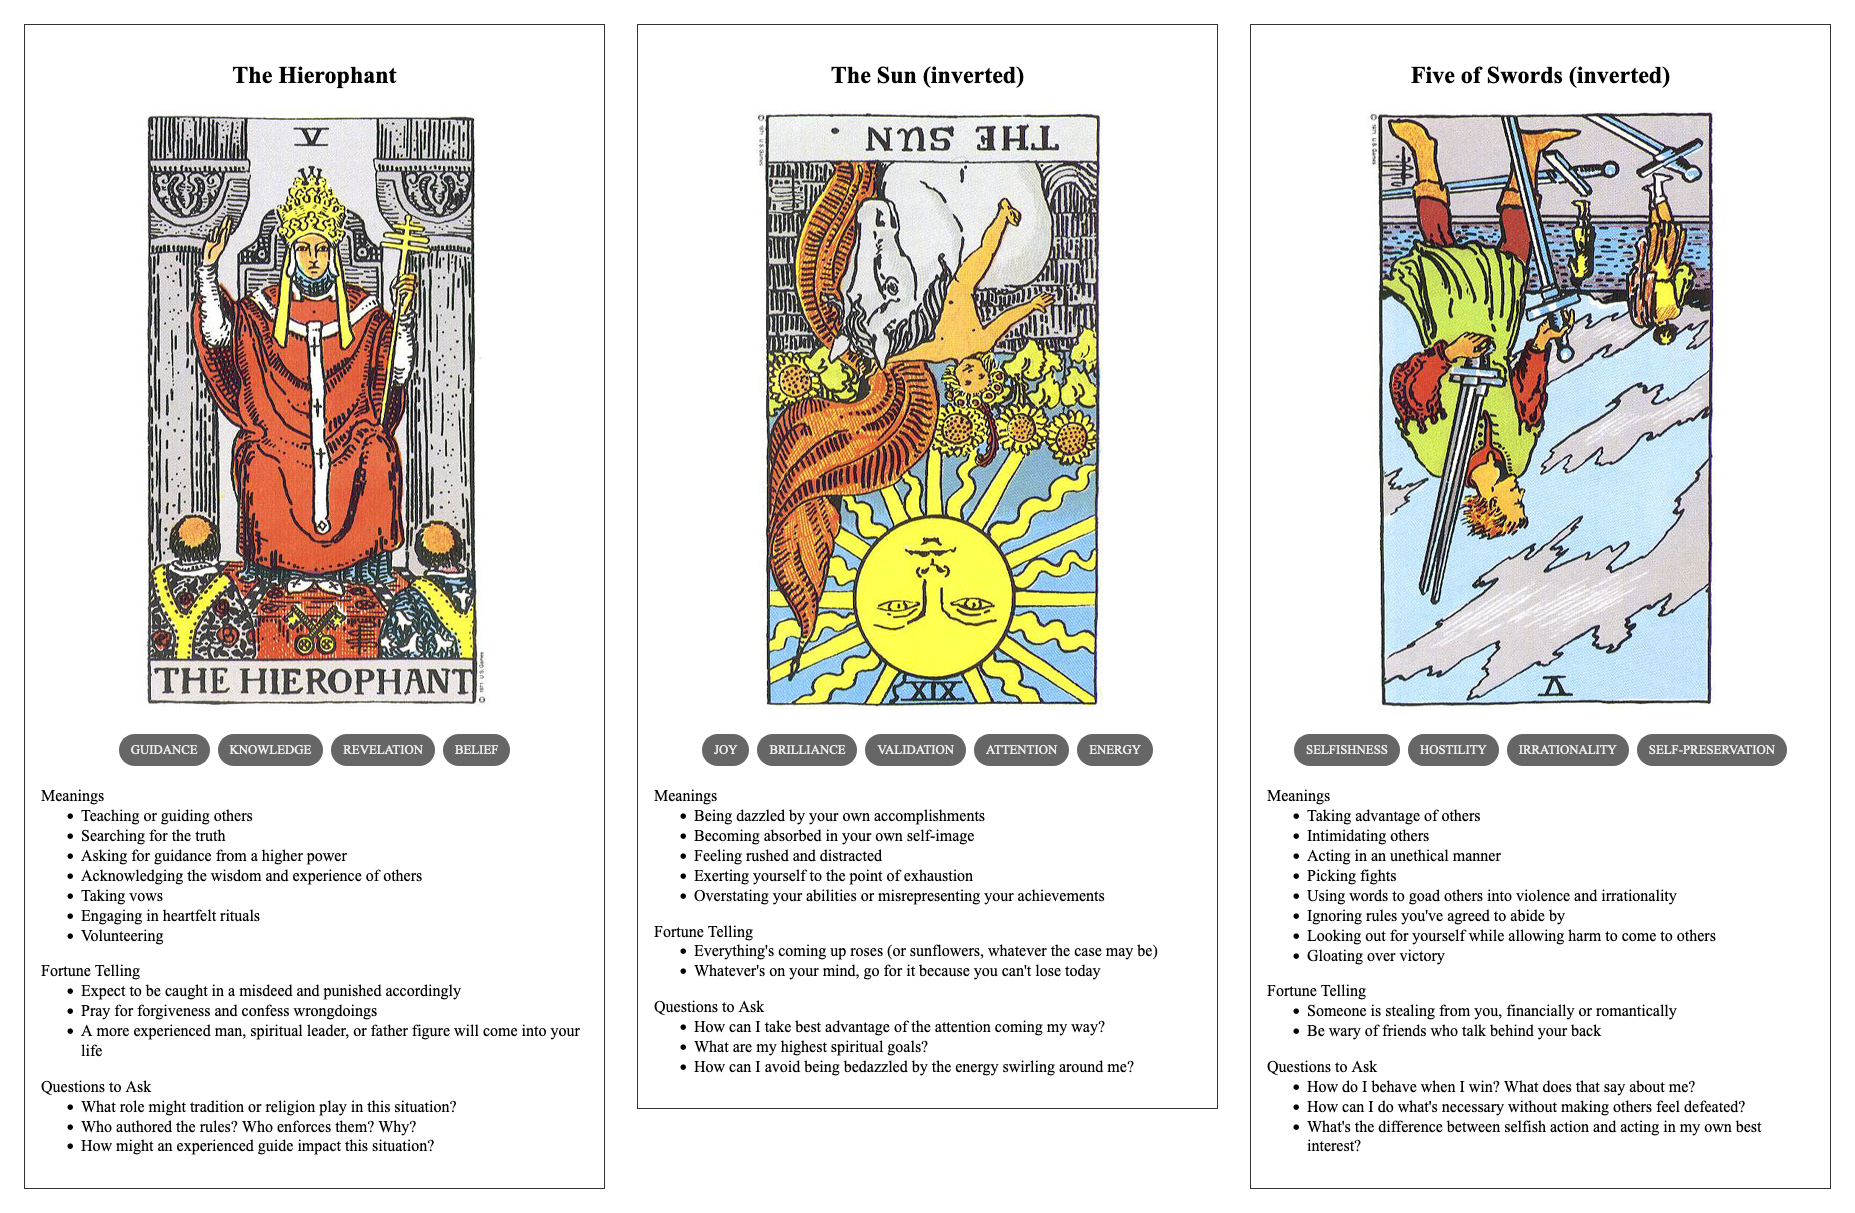 The Hierophant
V
THE HIEROPHANT
© 1971 U.S. Games
GUIDANCE KNOWLEDGE REVELATION BELIEF
Meanings
Teaching or guiding others
Searching for the truth
Asking for guidance from a higher power
Acknowledging the wisdom and experience of others
Taking vows
Engaging in heartfelt rituals
Volunteering
Fortune Telling
Expect to be caught in a misdeed and punished accordingly
Pray for forgiveness and confess wrongdoings
A more experienced man, spiritual leader, or father figure will come into your
life
Questions to Ask
What role might tradition or religion play in this situation?
Who authored the rules? Who enforces them? Why?
How might an experienced guide impact this situation?
The Sun (inverted)
© 1971 U.S. Games
THE SUN
XIX
JOY BRILLIANCE VALIDATION ATTENTION ENERGY
Meanings
Being dazzled by your own accomplishments
Becoming absorbed in your own self-image
Feeling rushed and distracted
Exerting yourself to the point of exhaustion
Overstating your abilities or misrepresenting your achievements
Fortune Telling
Everything's coming up roses (or sunflowers, whatever the case may be)
Whatever's on your mind, go for it because you can't lose today
Questions to Ask
How can I take best advantage of the attention coming my way?
What are my highest spiritual goals?
How can I avoid being bedazzled by the energy swirling around me?
Five of Swords (inverted)
© 1971 U.S. Games
V
SELFISHNESS HOSTILITY IRRATIONALITY SELF-PRESERVATION
Meanings
Taking advantage of others
Intimidating others
Acting in an unethical manner
Picking fights
Using words to goad others into violence and irrationality
Ignoring rules you've agreed to abide by
Looking out for yourself while allowing harm to come to others
Gloating over victory
Fortune Telling
Someone is stealing from you, financially or romantically
Be wary of friends who talk behind your back
Questions to Ask
How do I behave when I win? What does that say about me?
How can I do what's necessary without making others feel defeated?
What's the difference between selfish action and acting in my own best
interest?